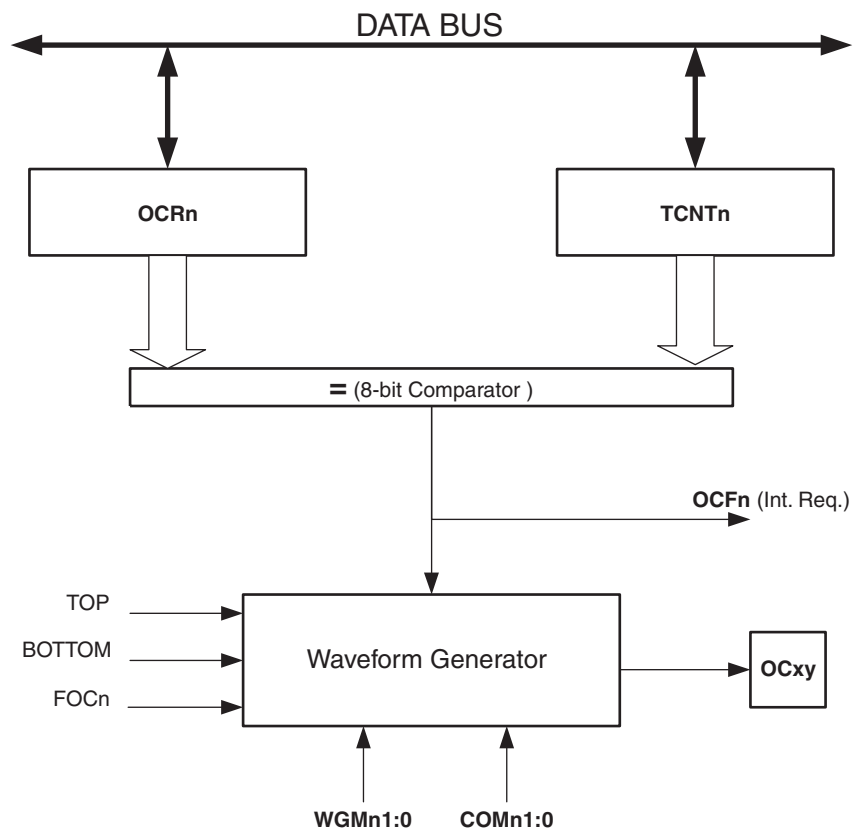 DATA BUS
OCRn
TCNTn
= (8-bit Comparator )
OCFn (Int. Req.)
TOP
BOTTOM
FOCn
Waveform Generator
OCxy
WGMn1:0
COMn1:0